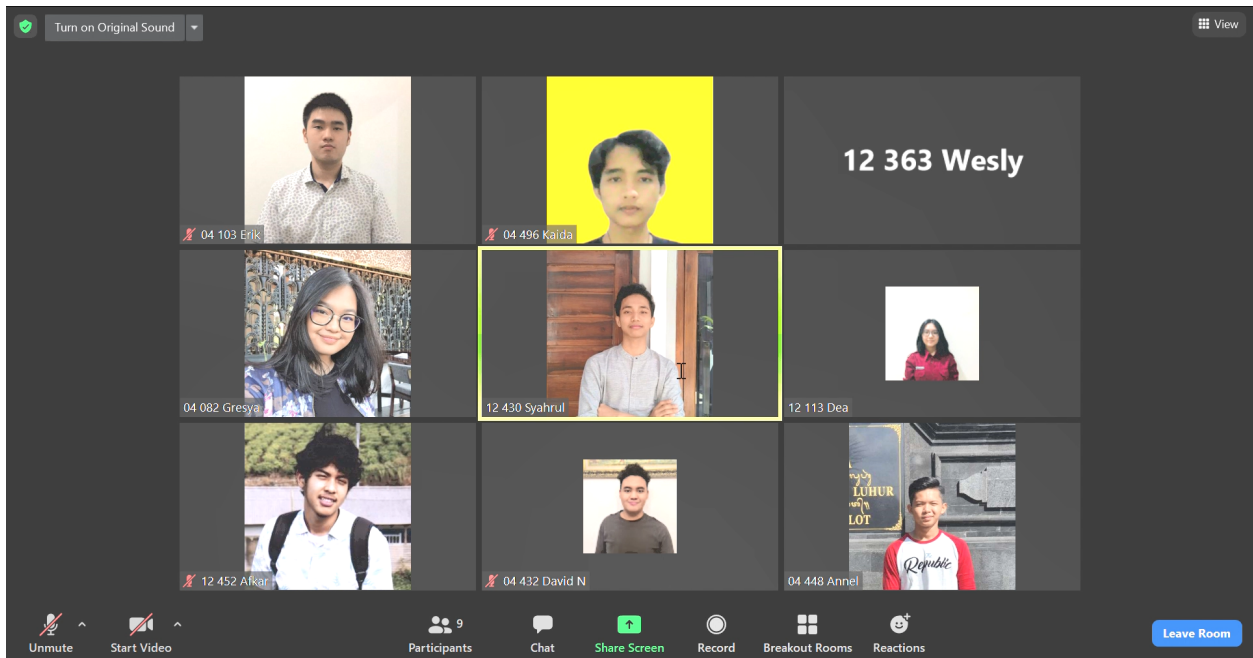 Turn on Original Sound
View
04 103 Erik
04 496 Kaida
12 363 Wesly
04 082 Gresya
12 430 Syahrul
12 113 Dea
LUHUR
LOT
Republic
12 452 Afkar
04 432 David N
04 448 Annel
9
Unmute
Start Video
Participants
Chat
Share Screen
Record
Breakout Rooms
Reactions
Leave Room